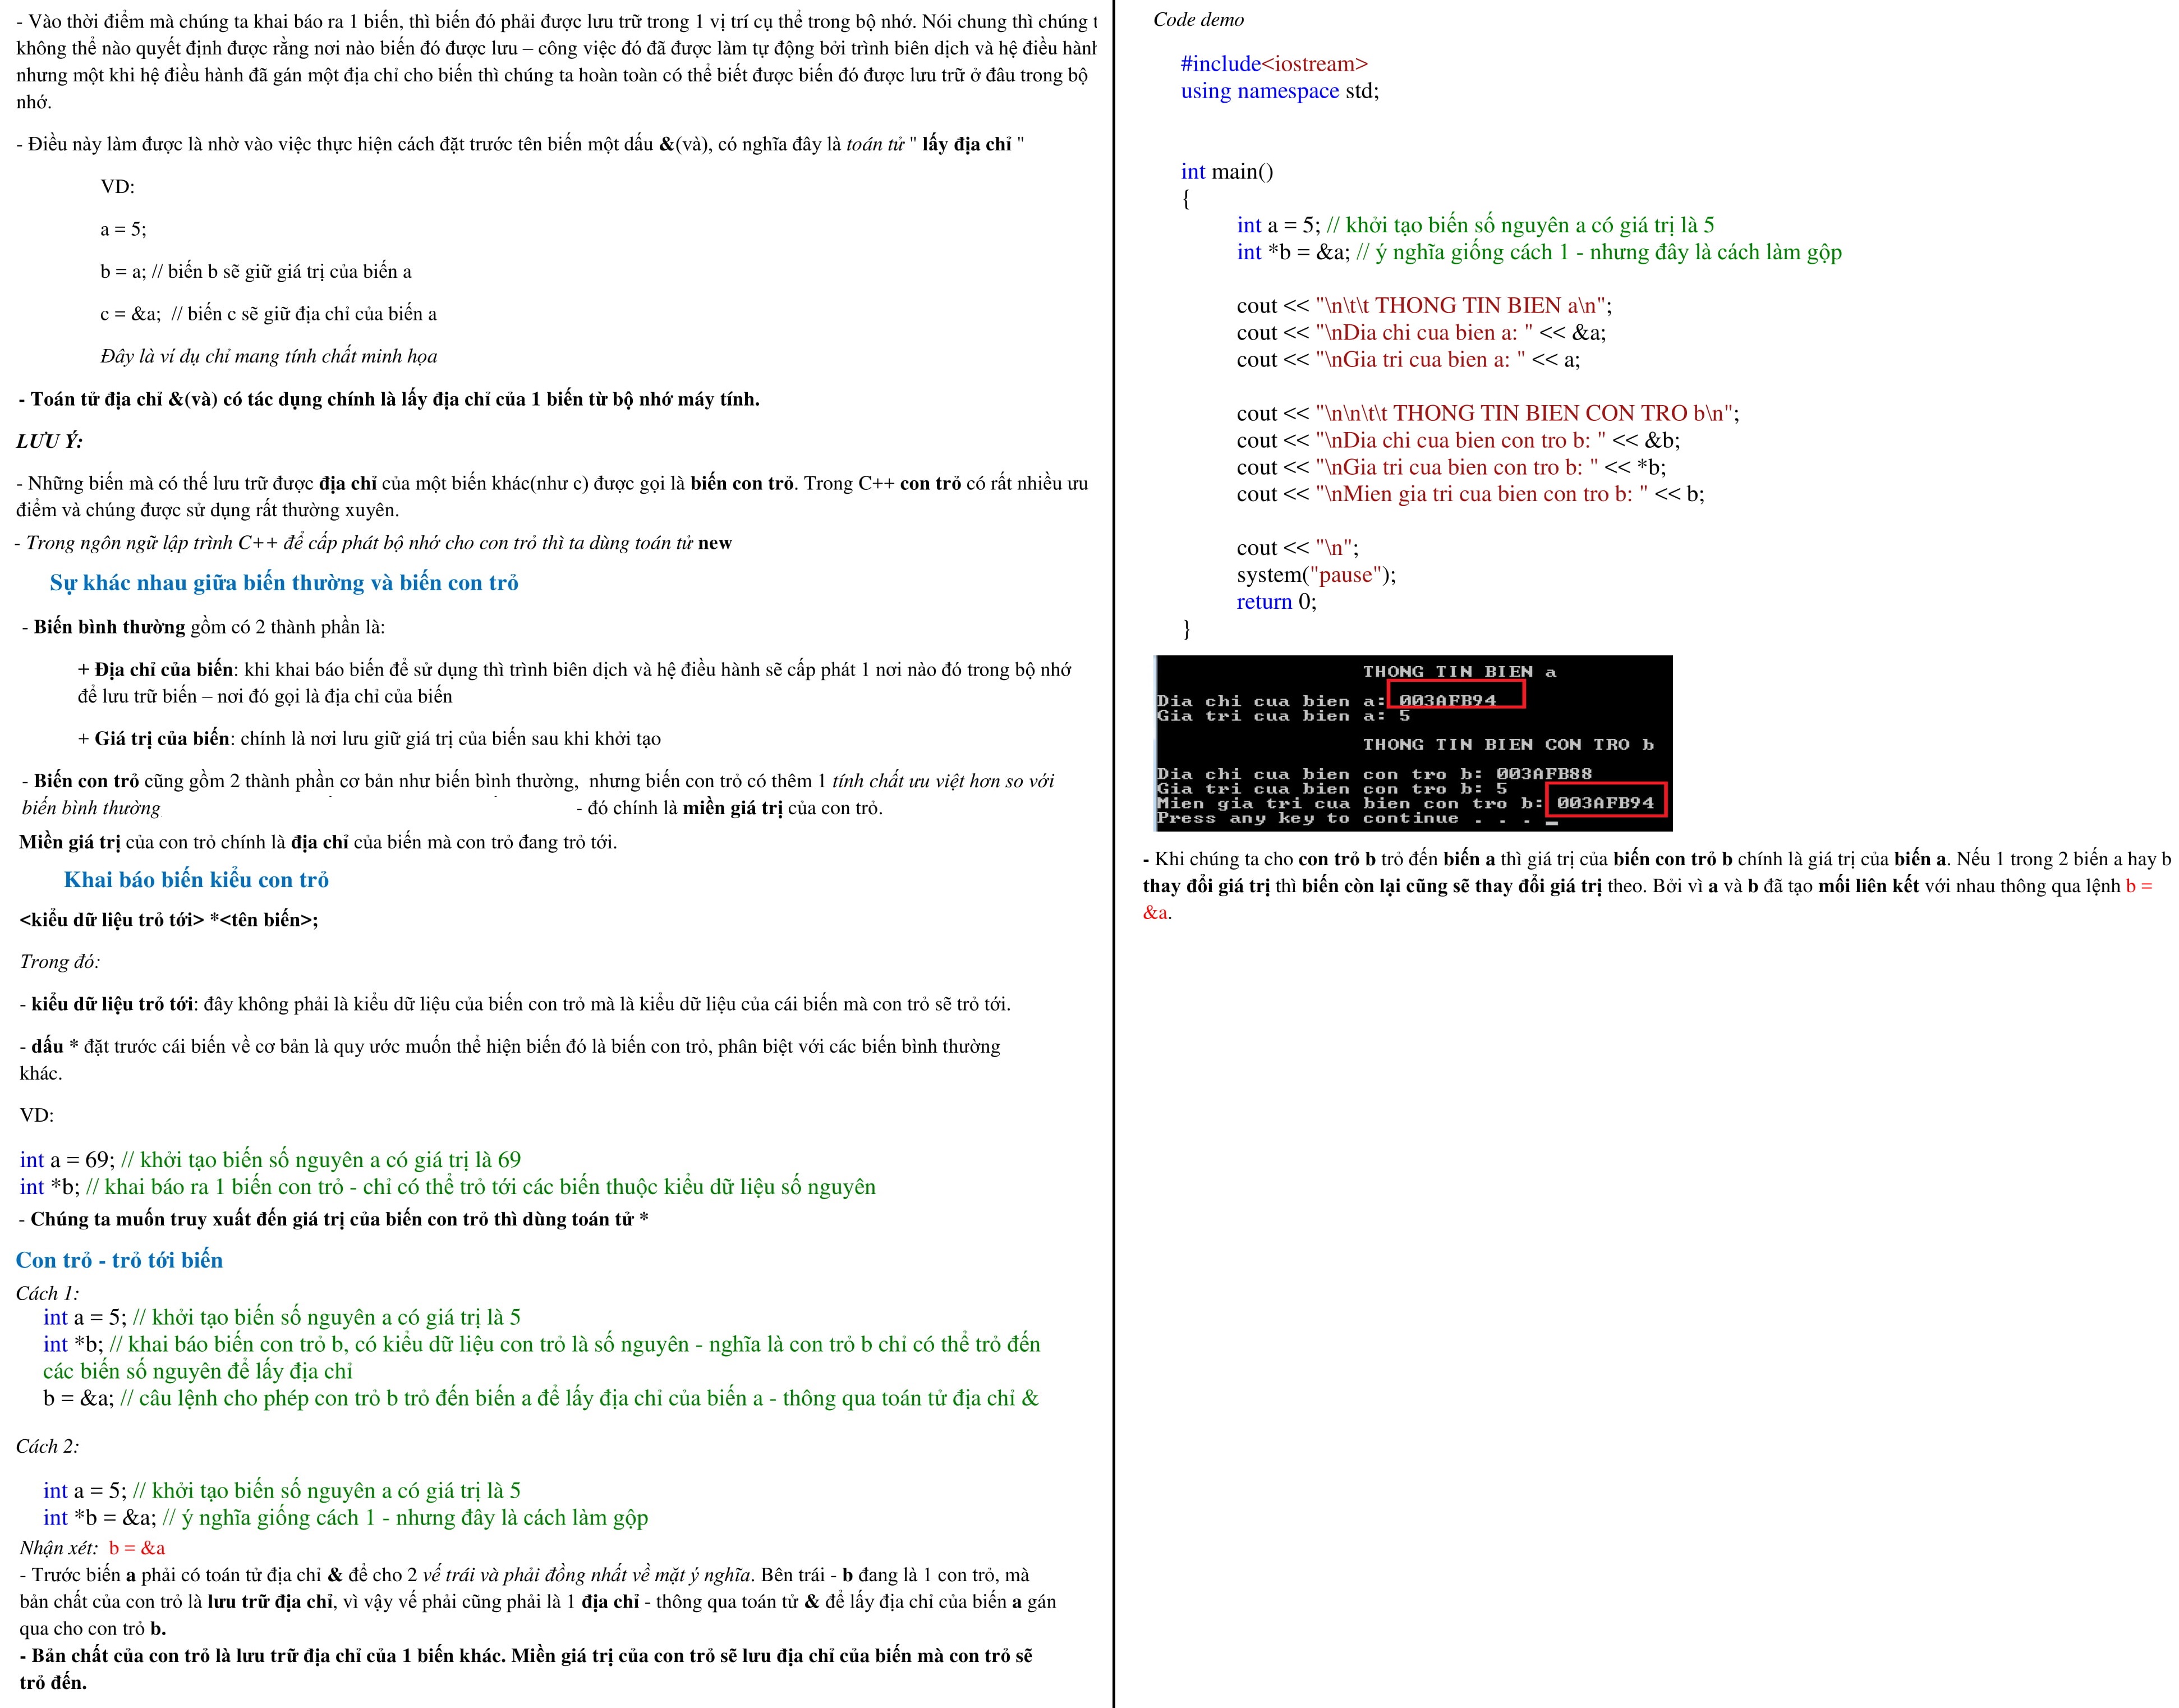 - Vào thời điểm mà chúng ta khai báo ra 1 biến, thì biến đó phải được lưu trữ trong 1 vị trí cụ thể trong bộ nhớ. Nói chung thì chúng
không thể nào quyết định được rằng nơi nào biến đó được lưu – công việc đó đã được làm tự động bởi trình biên dịch và hệ điều hành
nhưng một khi hệ điều hành đã gán một địa chỉ cho biến thì chúng ta hoàn toàn có thể biết được biến đó được lưu trữ ở đâu trong bộ
nhớ.
- Điều này làm được là nhờ vào việc thực hiện cách đặt trước tên biến một dấu &(và), có nghĩa đây là toán tử " lấy địa chỉ "
VD:
a = 5;
b = a; // biến b sẽ giữ giá trị của biến a
c = &a;  // biến c sẽ giữ địa chỉ của biến a
Đây là ví dụ chỉ mang tính chất minh họa
- Toán tử địa chỉ &(và) có tác dụng chính là lấy địa chỉ của 1 biến từ bộ nhớ máy tính.
LƯU Ý:
- Những biến mà có thể lưu trữ được địa chỉ của một biến khác(như c) được gọi là biến con trỏ. Trong C++ con trỏ có rất nhiều ưu
điểm và chúng được sử dụng rất thường xuyên.
- Trong ngôn ngữ lập trình C++ để cấp phát bộ nhớ cho con trỏ thì ta dùng toán tử new
Sự khác nhau giữa biến thường và biến con trỏ
- Biến bình thường gồm có 2 thành phần là:
+ Địa chỉ của biến: khi khai báo biến để sử dụng thì trình biên dịch và hệ điều hành sẽ cấp phát 1 nơi nào đó trong bộ nhớ
để lưu trữ biến – nơi đó gọi là địa chỉ của biến
+ Giá trị của biến: chính là nơi lưu giữ giá trị của biến sau khi khởi tạo
- Biến con trỏ cũng gồm 2 thành phần cơ bản như biến bình thường,  nhưng biến con trỏ có thêm 1 tính chất ưu việt hơn so với
biến bình thường - đó chính là miền giá trị của con trỏ.
Miền giá trị của con trỏ chính là địa chỉ của biến mà con trỏ đang trỏ tới.
Khai báo biến kiểu con trỏ
<kiểu dữ liệu trỏ tới> *<tên biến>;
Trong đó:
- kiểu dữ liệu trỏ tới: đây không phải là kiểu dữ liệu của biến con trỏ mà là kiểu dữ liệu của cái biến mà con trỏ sẽ trỏ tới.
- dấu * đặt trước cái biến về cơ bản là quy ước muốn thể hiện biến đó là biến con trỏ, phân biệt với các biến bình thường
khác.
VD:
int a = 69; // khởi tạo biến số nguyên a có giá trị là 69
int *b; // khai báo ra 1 biến con trỏ - chỉ có thể trỏ tới các biến thuộc kiểu dữ liệu số nguyên
- Chúng ta muốn truy xuất đến giá trị của biến con trỏ thì dùng toán tử *
Con trỏ - trỏ tới biến
Cách 1:
int a = 5; // khởi tạo biến số nguyên a có giá trị là 5
int *b; // khai báo biến con trỏ b, có kiểu dữ liệu con trỏ là số nguyên - nghĩa là con trỏ b chỉ có thể trỏ đến
các biến số nguyên để lấy địa chỉ
b = &a; // câu lệnh cho phép con trỏ b trỏ đến biến a để lấy địa chỉ của biến a - thông qua toán tử địa chỉ &
Cách 2:
int a = 5; // khởi tạo biến số nguyên a có giá trị là 5
int *b = &a; // ý nghĩa giống cách 1 - nhưng đây là cách làm gộp
Nhận xét:  b = &a
- Trước biến a phải có toán tử địa chỉ & để cho 2 vế trái và phải đồng nhất về mặt ý nghĩa. Bên trái - b đang là 1 con trỏ, mà
bản chất của con trỏ là lưu trữ địa chỉ, vì vậy vế phải cũng phải là 1 địa chỉ - thông qua toán tử & để lấy địa chỉ của biến a gán
qua cho con trỏ b.
- Bản chất của con trỏ là lưu trữ địa chỉ của 1 biến khác. Miền giá trị của con trỏ sẽ lưu địa chỉ của biến mà con trỏ sẽ
trỏ đến.
Code demo
#include<iostream>
using namespace std;
int main()
{
int a = 5; // khởi tạo biến số nguyên a có giá trị là 5
int *b = &a; // ý nghĩa giống cách 1 - nhưng đây là cách làm gộp
cout << "\n\t\t THONG TIN BIEN a\n";
cout << "\nDia chi cua bien a: " << &a;
cout << "\nGia tri cua bien a: " << a;
cout << "\n\n\t\t THONG TIN BIEN CON TRO b\n";
cout << "\nDia chi cua bien con tro b: " << &b;
cout << "\nGia tri cua bien con tro b: " << *b;
cout << "\nMien gia tri cua bien con tro b: " << b;
cout << "\n";
system("pause");
return 0;
}
THONG TIN BIEN a
Dia chi cua bien a: 003AFB94
Gia tri cua bien a: 5
THONG TIN BIEN CON TRO b
Dia chi cua bien con tro b: 003AFB88
Gia tri cua bien con tro b: 5
Mien gia tri cua bien con tro b: 003AFB94
Press any key to continue . . . _
- Khi chúng ta cho con trỏ b trỏ đến biến a thì giá trị của biến con trỏ b chính là giá trị của biến a. Nếu 1 trong 2 biến a hay b
thay đổi giá trị thì biến còn lại cũng sẽ thay đổi giá trị theo. Bởi vì a và b đã tạo mối liên kết với nhau thông qua lệnh b =
&a.